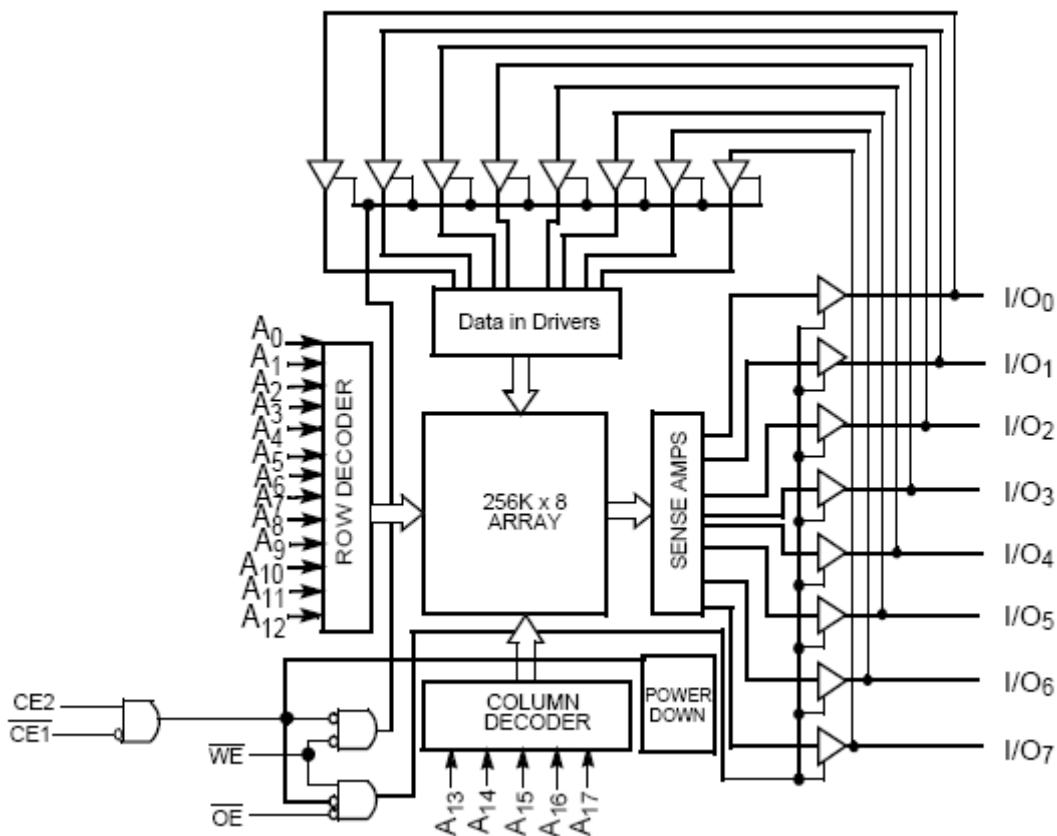 Data in Drivers
A0
A1
A2
A3
A4
A5
A6
A7
A8
A9
A10
A11
A12
ROW DECODER
256K x 8
ARRAY
SENSE AMPS
I/O0
I/O1
I/O2
I/O3
I/O4
I/O5
I/O6
I/O7
CE2
CE1
WE
OE
COLUMN
DECODER
POWER
DOWN
A13
A14
A15
A16
A17